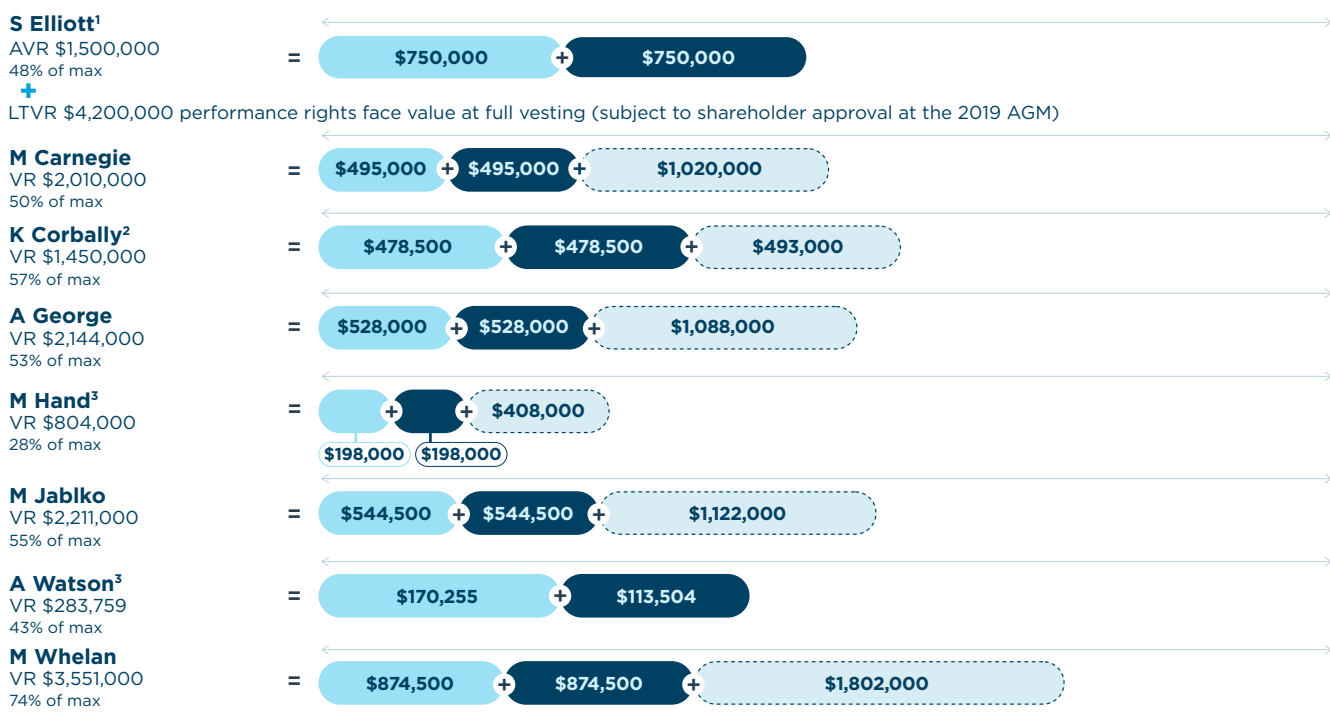 S Elliott¹
AVR $1,500,000
48% of max
= $750,000 + $750,000
+
LTVR $4,200,000 performance rights face value at full vesting (subject to shareholder approval at the 2019 AGM)
M Carnegie
VR $2,010,000
50% of max
= $495,000 + $495,000 + $1,020,000
K Corbally²
VR $1,450,000
57% of max
= $478,500 + $478,500 + $493,000
A George
VR $2,144,000
53% of max
= $528,000 + $528,000 + $1,088,000
M Hand³
VR $804,000
28% of max
= + + $408,000
$198,000 $198,000
M Jablko
VR $2,211,000
55% of max
= $544,500 + $544,500 + $1,122,000
A Watson³
VR $283,759
43% of max
= $170,255 + $113,504
M Whelan
VR $3,551,000
74% of max
= $874,500 + $874,500 + $1,802,000